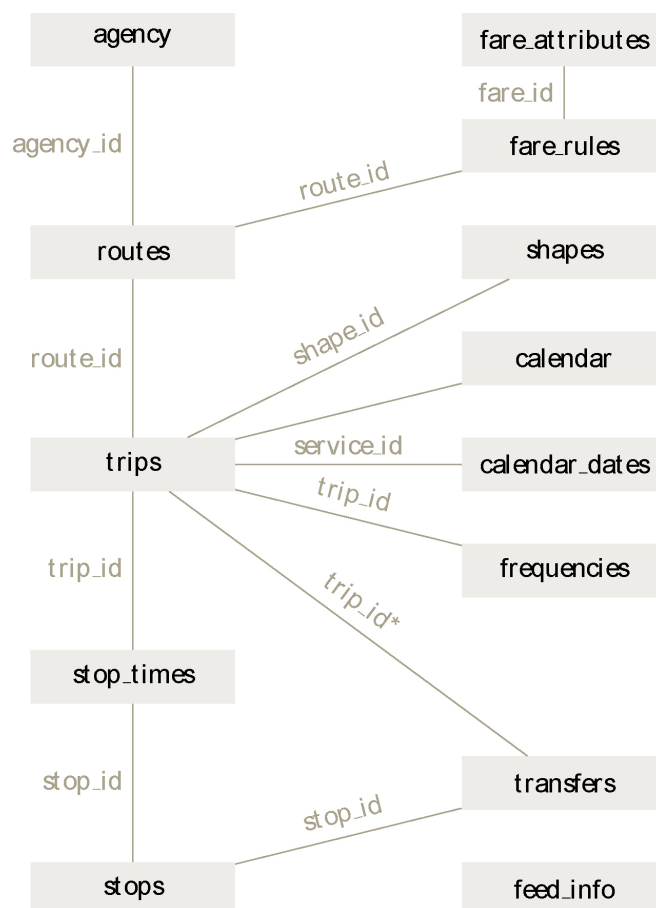 agency
fare_attributes
fare_id
agency_id
fare_rules
route_id
routes
shapes
shape_id
route_id
calendar
service_id
trips
calendar_dates
trip_id
trip_id
frequencies
trip_id*
stop_times
stop_id
transfers
stop_id
stops
feed_info